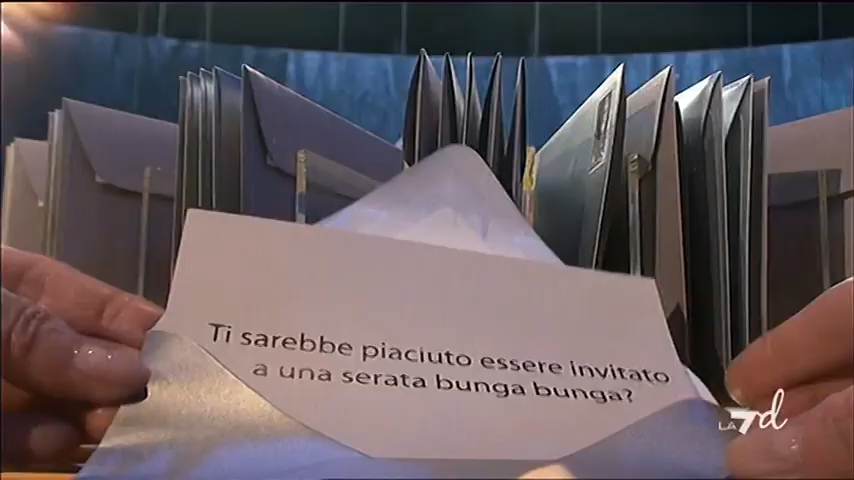 Ti sarebbe piaciuto essere invitato
a una serata bunga bunga?
LA7d